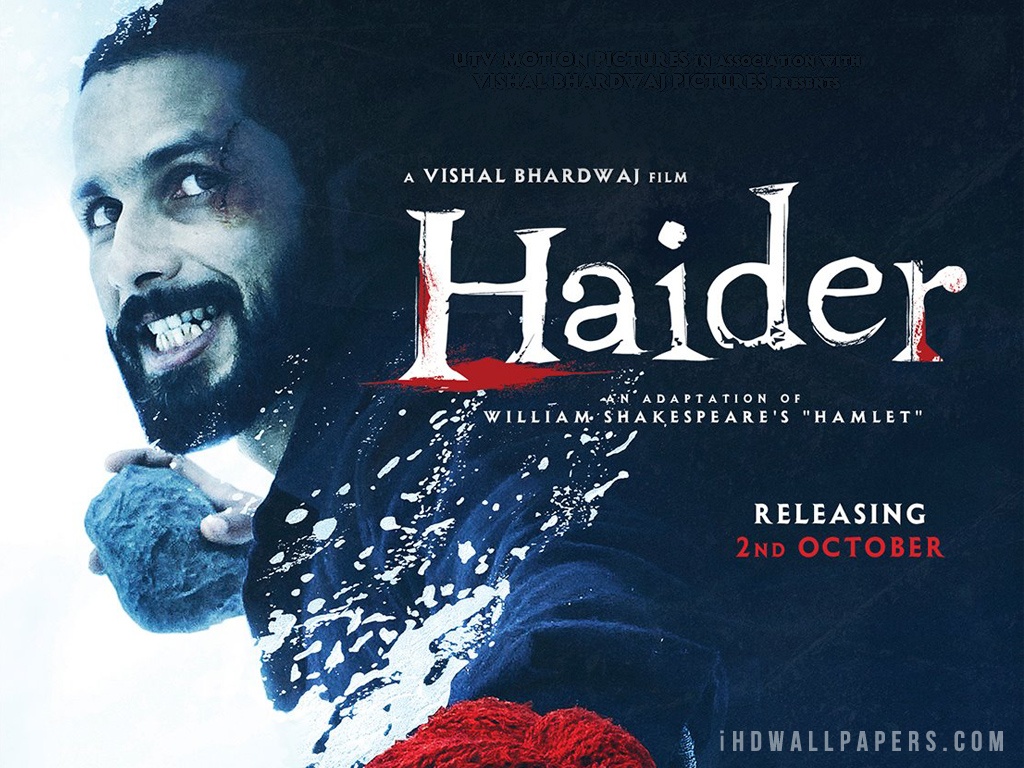 UTV MOTION PICTURES IN ASSOCIATION WITH
VISHAL BHARDWAJ PICTURES PRESENTS
A VISHAL BHARDWAJ FILM
Haider
AN ADAPTATION OF
WILLIAM SHAKESPEARE'S "HAMLET"
RELEASING
2ND OCTOBER
iHDWALLPAPERS.COM